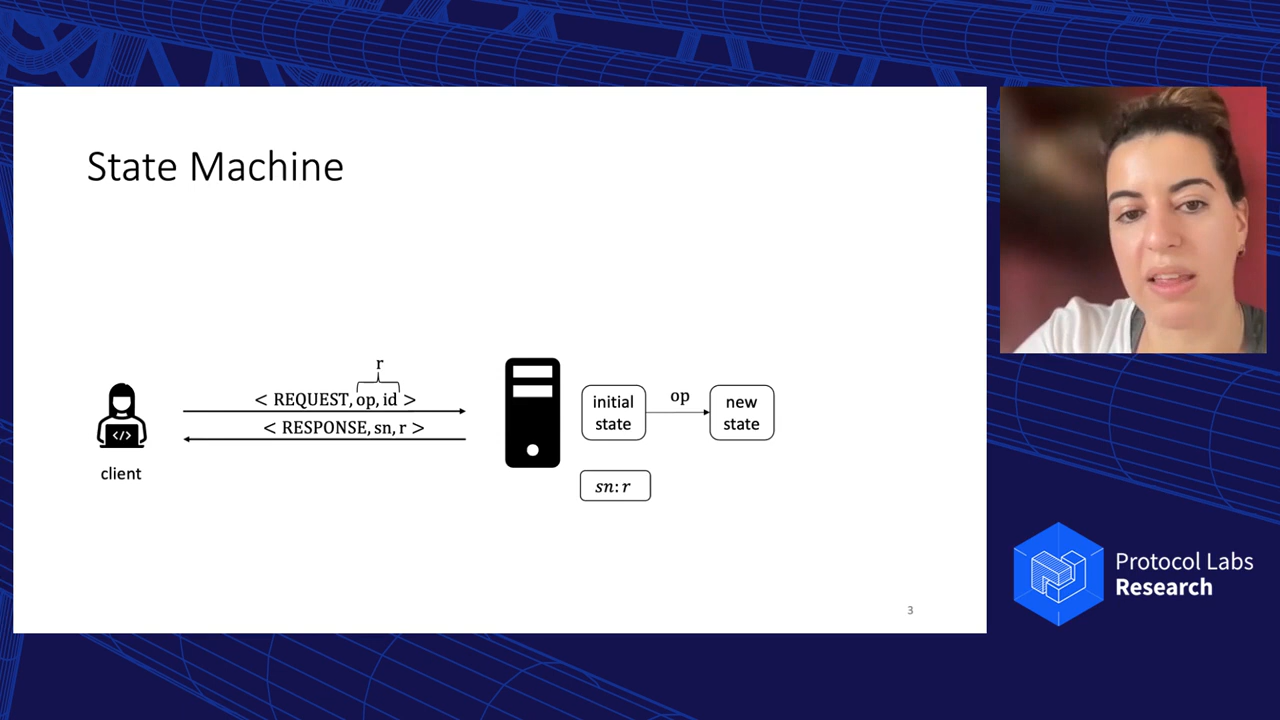 State Machine
r
< REQUEST, op, id >
< RESPONSE, sn, r >
client
</>
initial
state
op
new
state
sn: r
3
Protocol Labs
Research